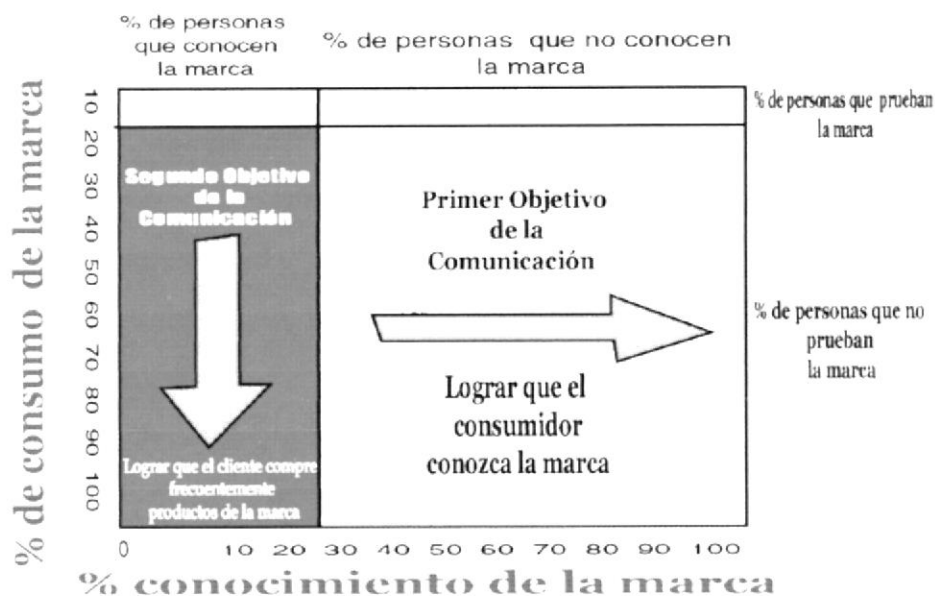 % de personas
que conocen
la marca
% de personas que no conocen
la marca
% de consumo de la marca
10
20
30
40
50
60
70
80
90
100
% de personas que prueban
la marca
Segundo Objetivo
de la
Comunicación
Primer Objetivo
de la
Comunicación
% de personas que no
prueban
la marca
Lograr que el
consumidor
conozca la marca
Lograr que el cliente compre
frecuentemente
productos de la marca
0 10 20 30 40 50 60 70 80 90 100
% conocimiento de la marca